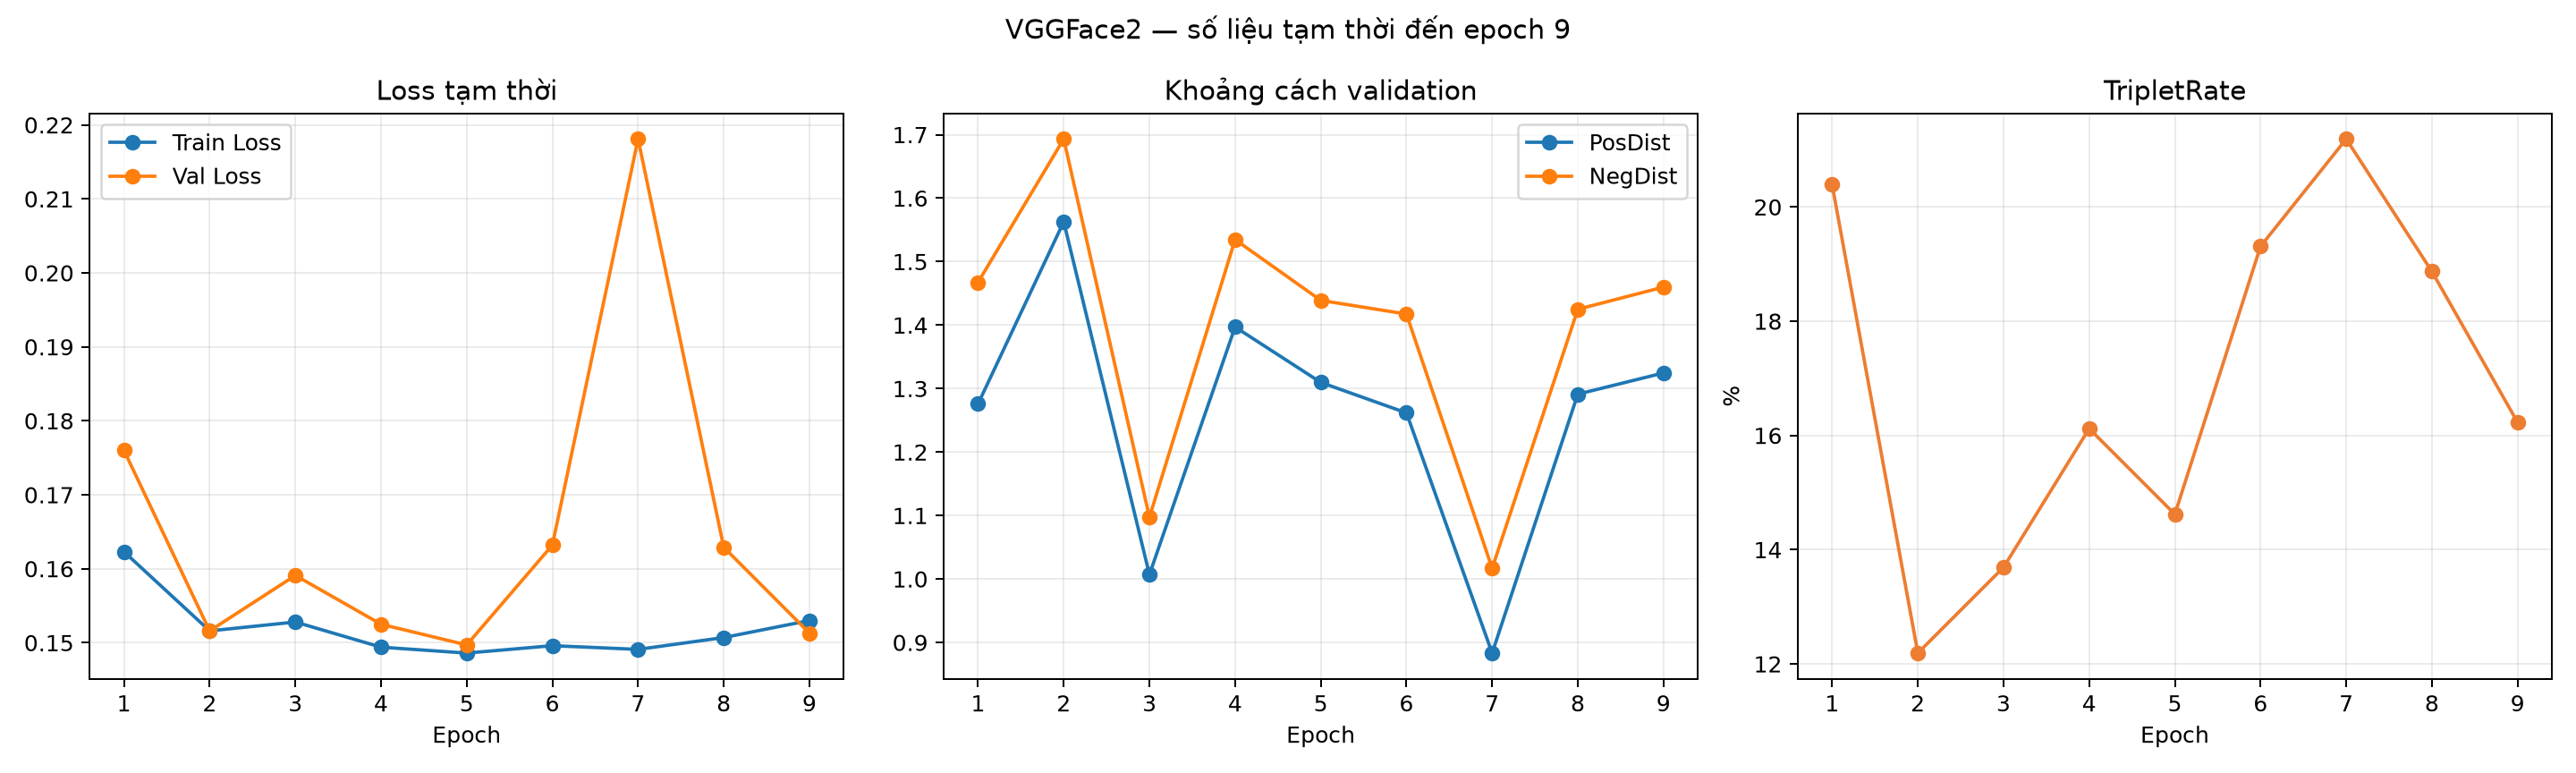 VGGFace2 — số liệu tạm thời đến epoch 9
Loss tạm thời
0.22
0.21
0.20
0.19
0.18
0.17
0.16
0.15
Train Loss
Val Loss
1 2 3 4 5 6 7 8 9
Epoch
Khoảng cách validation
1.7
1.6
1.5
1.4
1.3
1.2
1.1
1.0
0.9
PosDist
NegDist
1 2 3 4 5 6 7 8 9
Epoch
TripletRate
%
20
18
16
14
12
1 2 3 4 5 6 7 8 9
Epoch